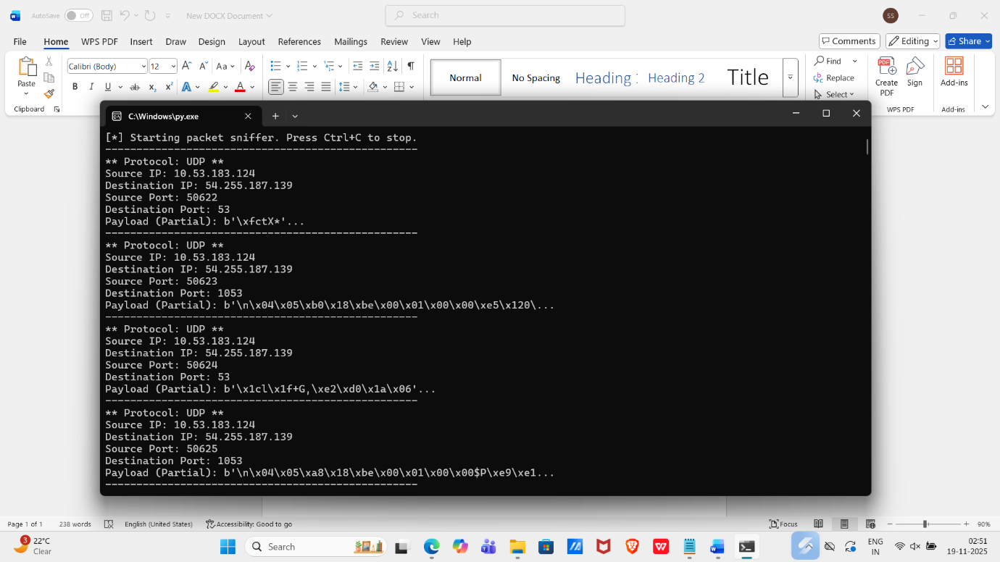 AutoSave Off New DOCX Document Search SS
File Home WPS PDF Insert Draw Design Layout References Mailings Review View Help Comments Editing Share
Paste Calibri (Body) 12 Aa Normal No Spacing Heading 1 Heading 2 Title Find Replace Select Create PDF Sign Add-ins
Clipboard WPS PDF Add-ins
C:\Windows\py.exe
[*] Starting packet sniffer. Press Ctrl+C to stop.
--------------------------------------------------
** Protocol: UDP **
Source IP: 10.53.183.124
Destination IP: 54.255.187.139
Source Port: 50622
Destination Port: 53
Payload (Partial): b'\xfctX*'...
--------------------------------------------------
** Protocol: UDP **
Source IP: 10.53.183.124
Destination IP: 54.255.187.139
Source Port: 50623
Destination Port: 1053
Payload (Partial): b'\n\x04\x05\xb0\x18\xbe\x00\x01\x00\x00\xe5\x120\...
--------------------------------------------------
** Protocol: UDP **
Source IP: 10.53.183.124
Destination IP: 54.255.187.139
Source Port: 50624
Destination Port: 53
Payload (Partial): b'\x1cl\x1f+G,\xe2\xd0\x1a\x06'...
--------------------------------------------------
** Protocol: UDP **
Source IP: 10.53.183.124
Destination IP: 54.255.187.139
Source Port: 50625
Destination Port: 1053
Payload (Partial): b'\n\x04\x05\xa8\x18\xbe\x00\x01\x00\x00$P\xe9\xe1...
--------------------------------------------------
Page 1 of 1 238 words English (United States) Accessibility: Good to go Focus 90%
3 22°C Search ENG 02:51
Clear IN 19-11-2025